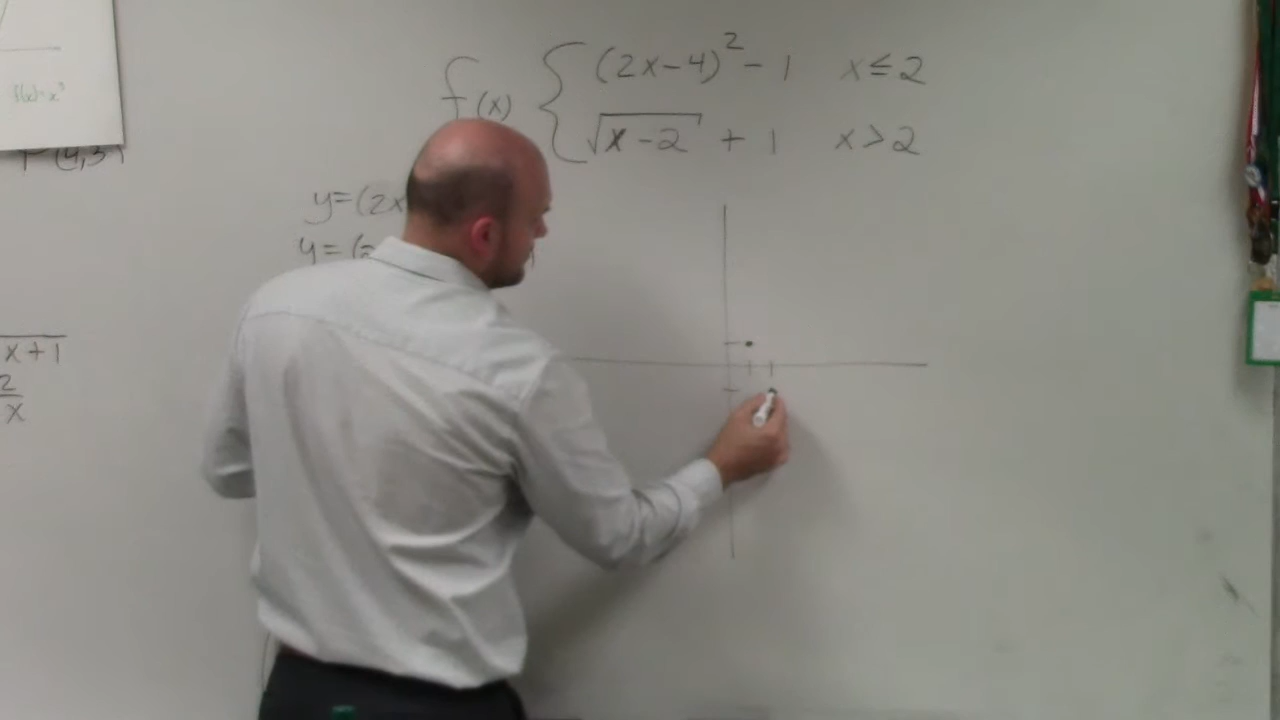 f(x) { (2x-4)² - 1 x ≤ 2
√(x-2) + 1 x > 2
y=(2x
y=(
x+1
2
x